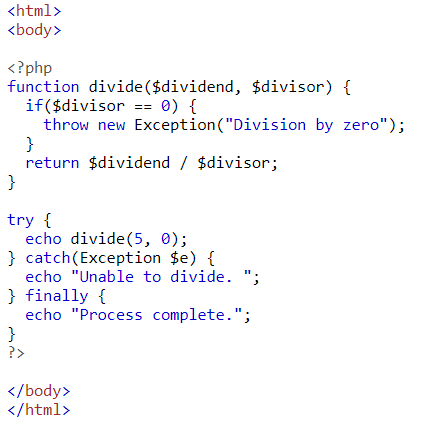 <html>
<body>

<?php
function divide($dividend, $divisor) {
  if($divisor == 0) {
    throw new Exception("Division by zero");
  }
  return $dividend / $divisor;
}

try {
  echo divide(5, 0);
} catch(Exception $e) {
  echo "Unable to divide. ";
} finally {
  echo "Process complete.";
}
?>

</body>
</html>